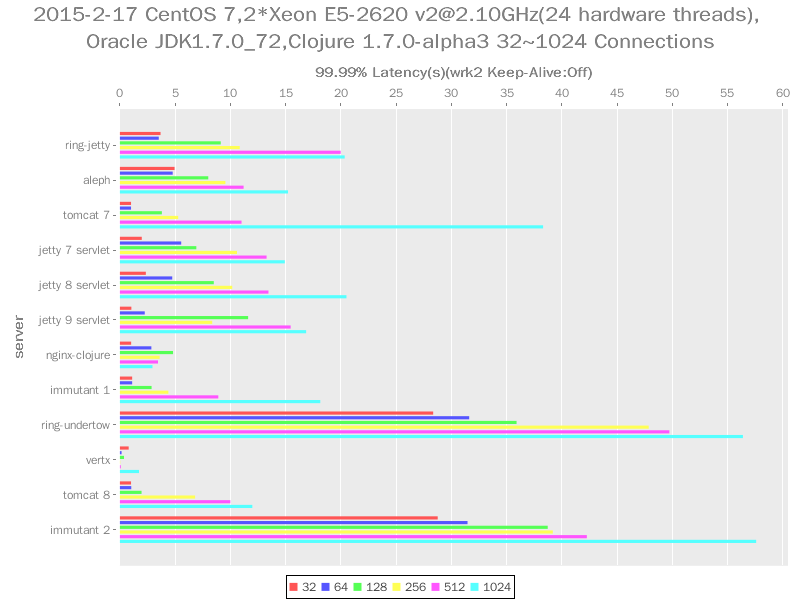 2015-2-17 CentOS 7,2*Xeon E5-2620 v2@2.10GHz(24 hardware threads),
Oracle JDK1.7.0_72,Clojure 1.7.0-alpha3 32~1024 Connections
99.99% Latency(s)(wrk2 Keep-Alive:Off)
0 5 10 15 20 25 30 35 40 45 50 55 60
server
ring-jetty
aleph
tomcat 7
jetty 7 servlet
jetty 8 servlet
jetty 9 servlet
nginx-clojure
immutant 1
ring-undertow
vertx
tomcat 8
immutant 2
32 64 128 256 512 1024